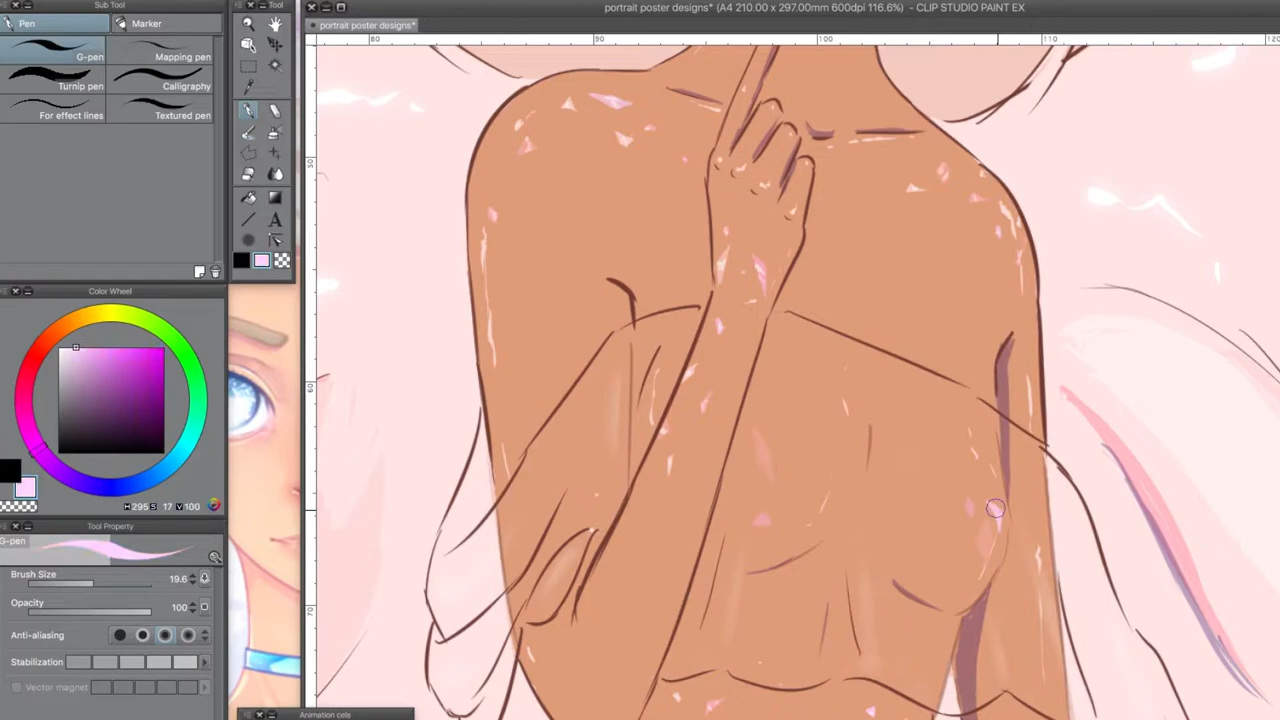 Sub Tool
Tool
portrait poster designs* (A4 210.00 x 297.00mm 600dpi 116.6%) - CLIP STUDIO PAINT EX
Pen
Marker
portrait poster designs*
G-pen
Mapping pen
Turnip pen
Calligraphy
For effect lines
Textured pen
80
90
100
110
120
50
60
70
A
Color Wheel
H 295 S 17 V 100
Tool Property
G-pen
Brush Size
19.6
Opacity
100
Anti-aliasing
Stabilization
Vector magnet
Animation cels